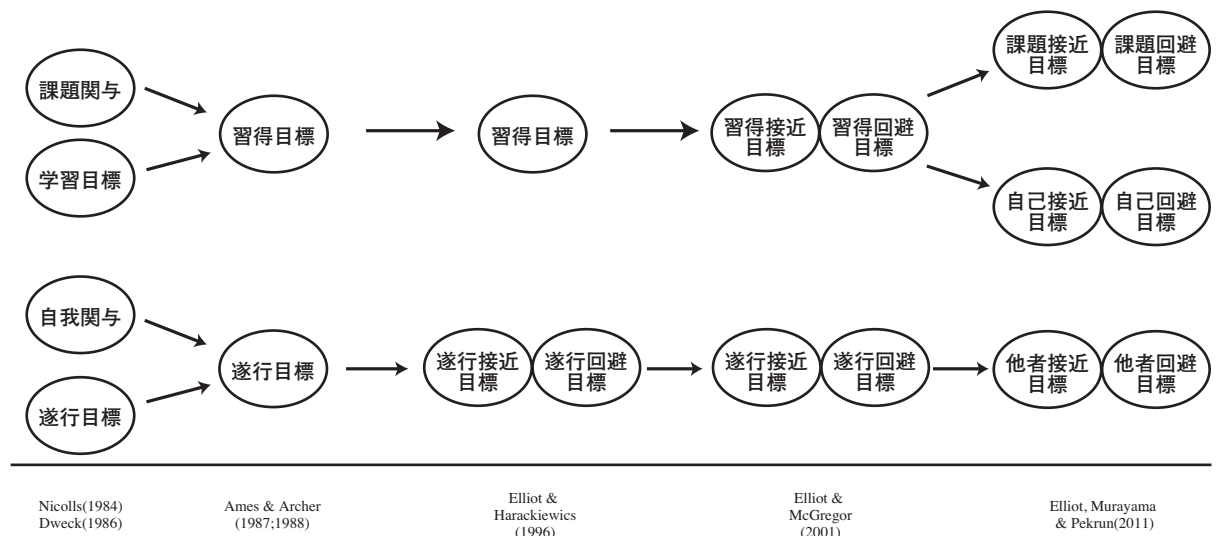 課題関与
学習目標
習得目標
習得目標
習得接近
目標
習得回避
目標
課題接近
目標
課題回避
目標
自己接近
目標
自己回避
目標
自我関与
遂行目標
遂行目標
遂行接近
目標
遂行回避
目標
遂行接近
目標
遂行回避
目標
他者接近
目標
他者回避
目標
Nicolls(1984)
Dweck(1986)
Ames & Archer
(1987;1988)
Elliot &
Harackiewics
(1996)
Elliot &
McGregor
(2001)
Elliot, Murayama
& Pekrun(2011)